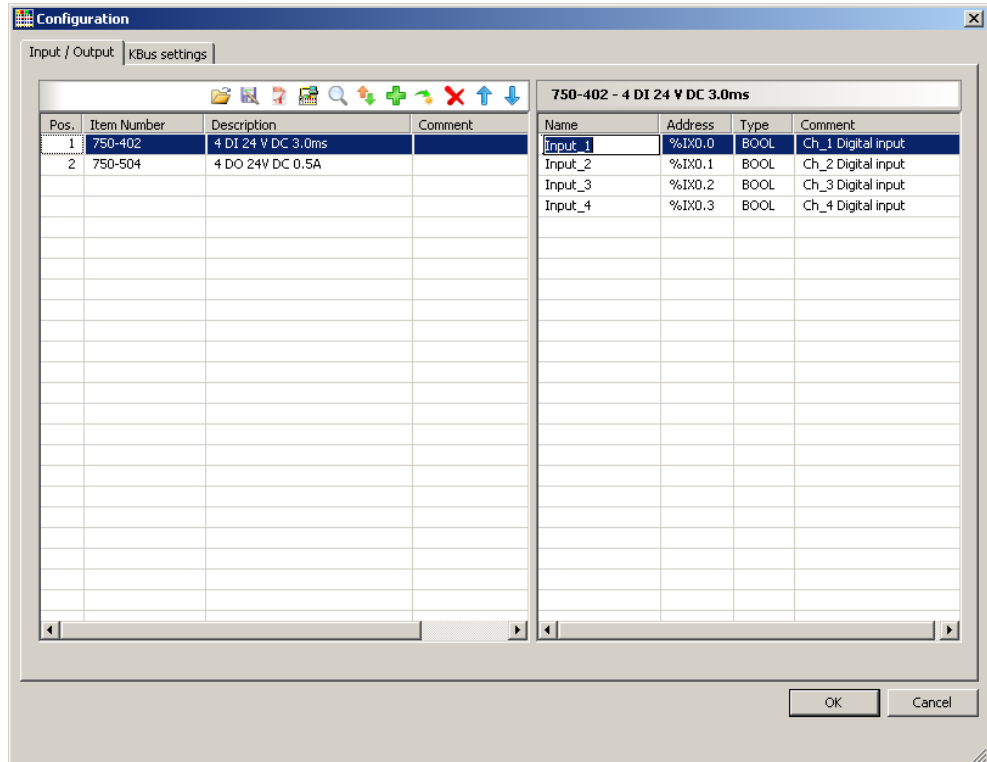 Configuration
Input / Output KBus settings
750-402 - 4 DI 24 V DC 3.0ms
Pos. Item Number Description Comment Name Address Type Comment
1 750-402 4 DI 24 V DC 3.0ms Input_1 %IX0.0 BOOL Ch_1 Digital input
2 750-504 4 DO 24V DC 0.5A Input_2 %IX0.1 BOOL Ch_2 Digital input
Input_3 %IX0.2 BOOL Ch_3 Digital input
Input_4 %IX0.3 BOOL Ch_4 Digital input
OK Cancel